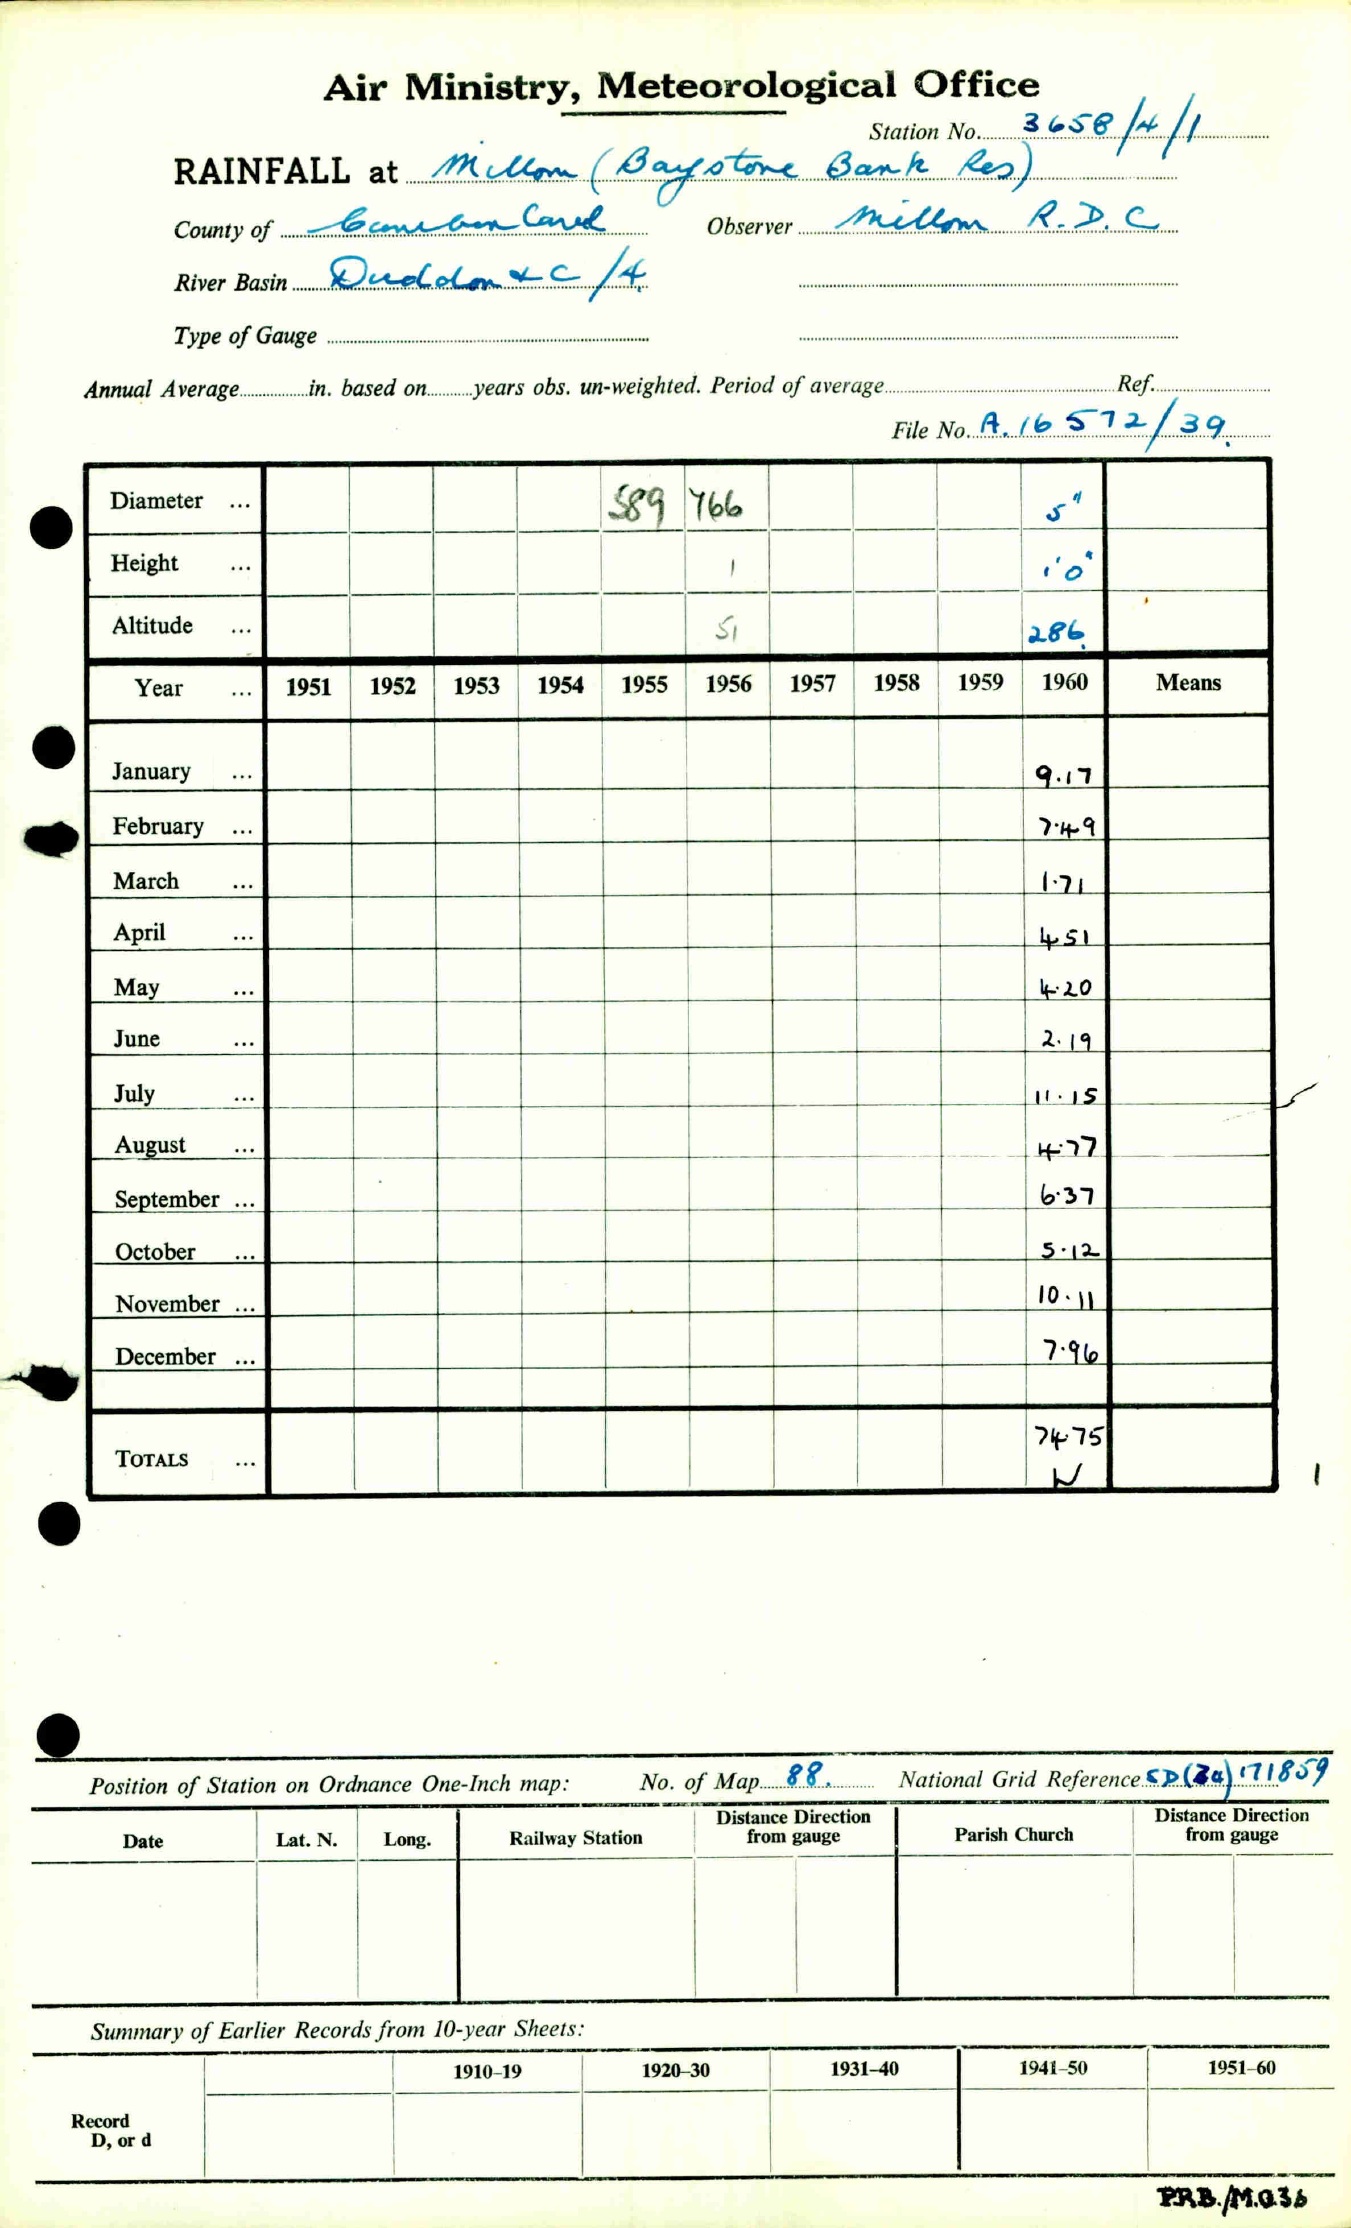 Air Ministry, Meteorological Office
Station No. 3658/4/1
RAINFALL at Millom (Baystone Bank Res)
County of Cumberland Observer Millom R.D.C
River Basin Duddon & C/4
Type of Gauge
Annual Average in. based on years obs. un-weighted. Period of average Ref.
File No. A.16572/39.
Diameter ... 589 766 5"
Height ... 1 1'0"
Altitude ... 51 286
Year ... 1951 1952 1953 1954 1955 1956 1957 1958 1959 1960 Means
January ... 9.17
February ... 7.49
March ... 1.71
April ... 4.51
May ... 4.20
June ... 2.19
July ... 11.15
August ... 4.77
September ... 6.37
October ... 5.12
November ... 10.11
December ... 7.96
TOTALS ... 74.75
Position of Station on Ordnance One-Inch map: No. of Map 88. National Grid Reference SD(34) 171859
Date Lat. N. Long. Railway Station Distance Direction from gauge Parish Church Distance Direction from gauge
Summary of Earlier Records from 10-year Sheets:
1910–19 1920–30 1931–40 1941–50 1951–60
Record
D, or d
P.R.B./M.O.36